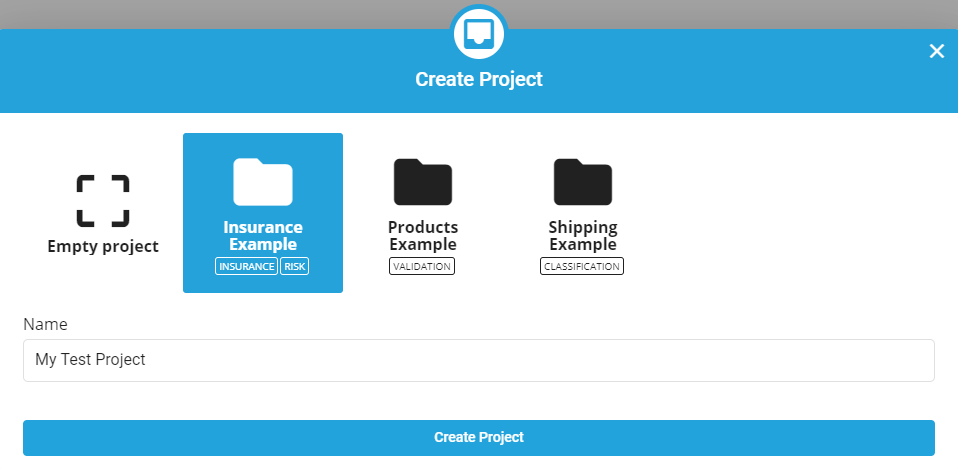 Create Project
Empty project
Insurance
Example
INSURANCE RISK
Products
Example
VALIDATION
Shipping
Example
CLASSIFICATION
Name
My Test Project
Create Project